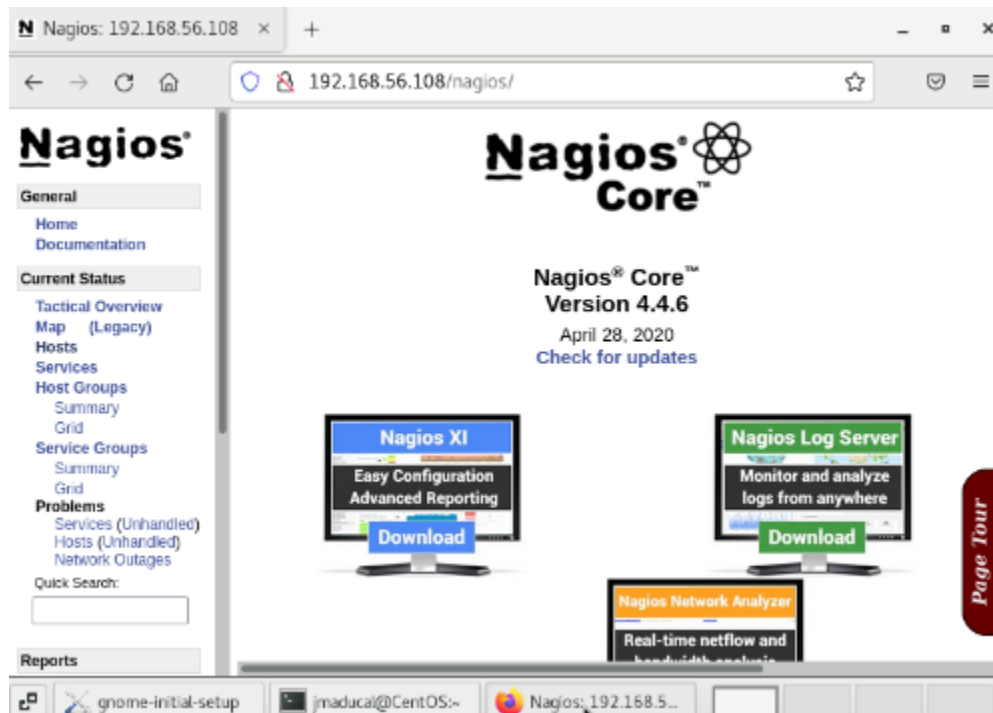 Nagios: 192.168.56.108
192.168.56.108/nagios/
Nagios®
General
Home
Documentation
Current Status
Tactical Overview
Map (Legacy)
Hosts
Services
Host Groups
Summary
Grid
Service Groups
Summary
Grid
Problems
Services (Unhandled)
Hosts (Unhandled)
Network Outages
Quick Search:
Reports
Nagios®
Core™
Nagios® Core™
Version 4.4.6
April 28, 2020
Check for updates
Nagios XI
Easy Configuration
Advanced Reporting
Download
Nagios Log Server
Monitor and analyze
logs from anywhere
Download
Nagios Network Analyzer
Real-time netflow and
bandwidth analysis
Page Tour
gnome-initial-setup
jmaducal@CentOS:~
Nagios: 192.168.5...